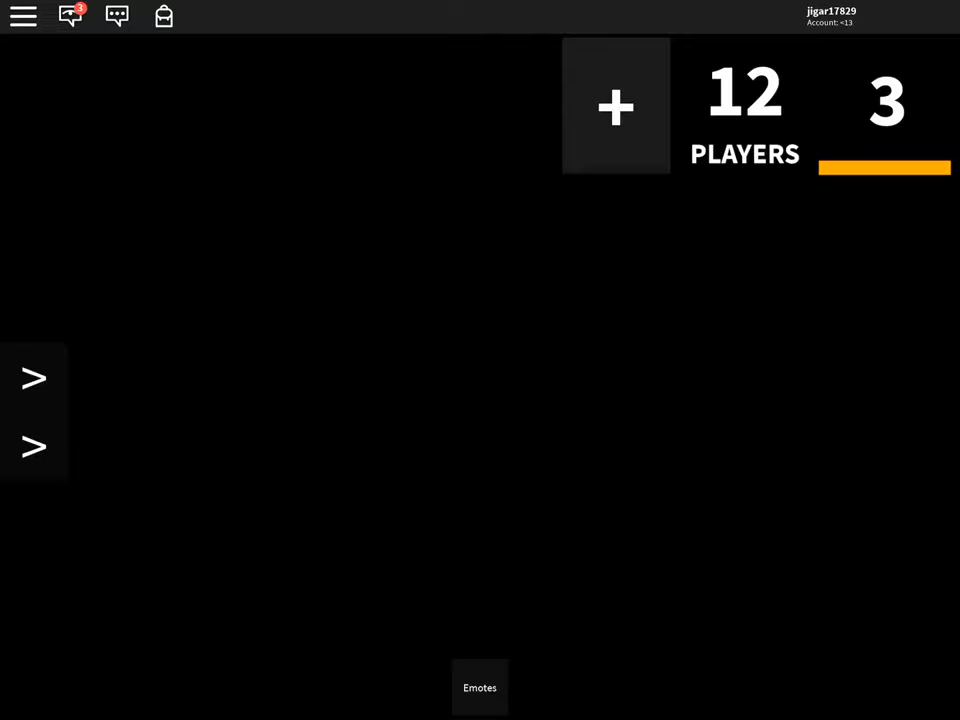 3
jigar17829
Account: <13
+
12
PLAYERS
3
>
>
Emotes